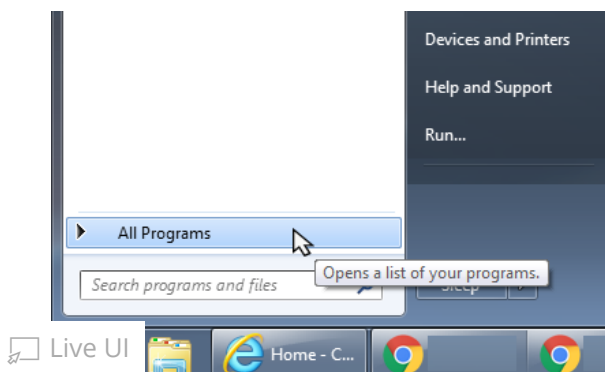 Devices and Printers
Help and Support
Run...
All Programs
Opens a list of your programs.
Search programs and files
Sleep
Live UI
Home - C...